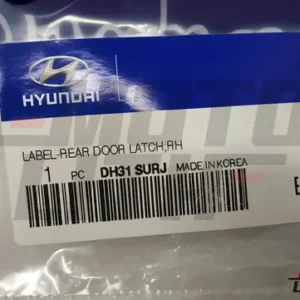 HYUNDAI
LABEL-REAR DOOR LATCH,RH
1 PC DH31 SURJ MADE IN KOREA
E